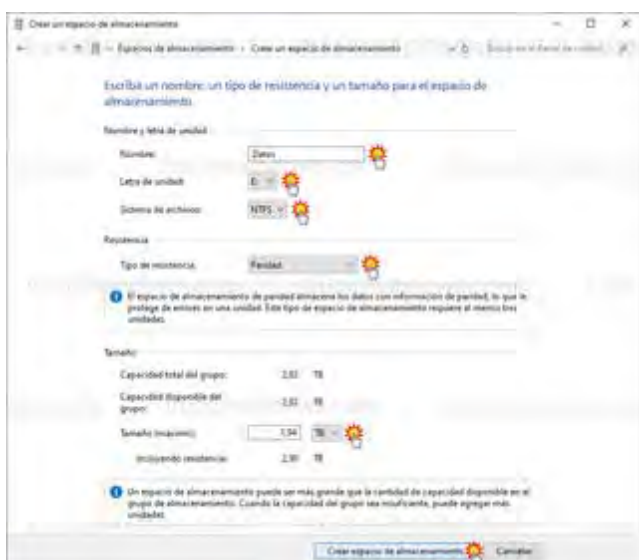 Crear un espacio de almacenamiento
Espacios de almacenamiento › Crear un espacio de almacenamiento
Escriba un nombre, un tipo de resistencia y un tamaño para el espacio de
almacenamiento.
Nombre y letra de unidad
Nombre: Datos
Letra de unidad: E:
Sistema de archivos: NTFS
Resistencia
Tipo de resistencia: Paridad
El espacio de almacenamiento de paridad almacena los datos con información de paridad, lo que le
protege de errores en una unidad. Este tipo de espacio de almacenamiento requiere al menos tres
unidades.
Tamaño
Capacidad total del grupo: TB
Capacidad disponible del
grupo: TB
Tamaño (máximo): 1,94 TB
Incluyendo resistencia: TB
Un espacio de almacenamiento puede ser más grande que la cantidad de capacidad disponible en el
grupo de almacenamiento. Cuando la capacidad del grupo sea insuficiente, puede agregar más
unidades.
Crear espacio de almacenamiento Cancelar